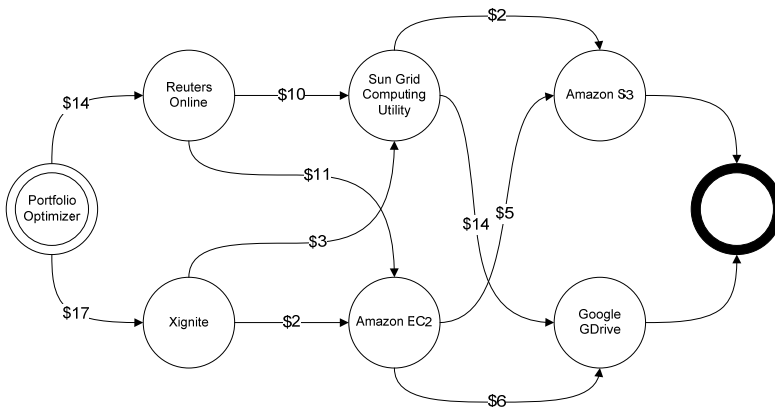 $2
Reuters
Online
$10
Sun Grid
Computing
Utility
Amazon S3
$14
$11
Portfolio
Optimizer
$5
$14
$3
$17
Xignite
$2
Amazon EC2
Google
GDrive
$6